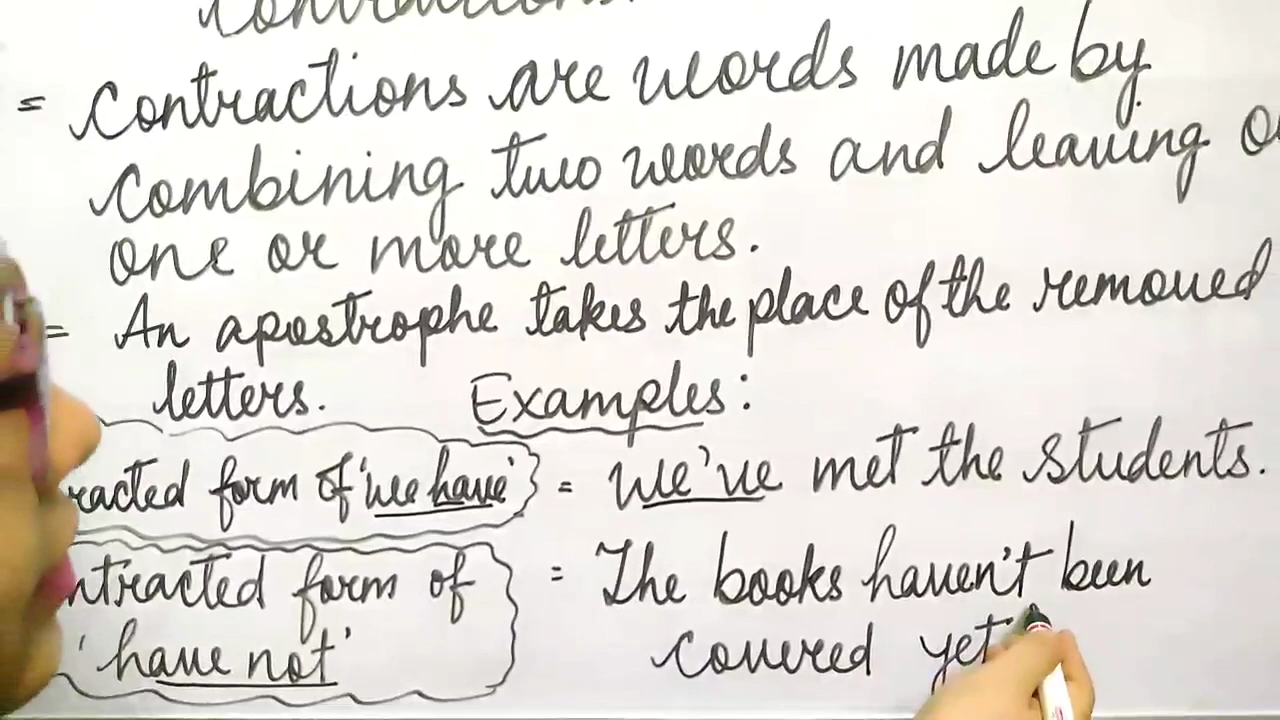 Contractions.
= Contractions are words made by
combining two words and leaving
one or more letters.
= An apostrophe takes the place of the removed
letters. Examples:
racted form of 'we have' = We've met the students.
ntracted form of = The books haven't been
'have not' covered yet